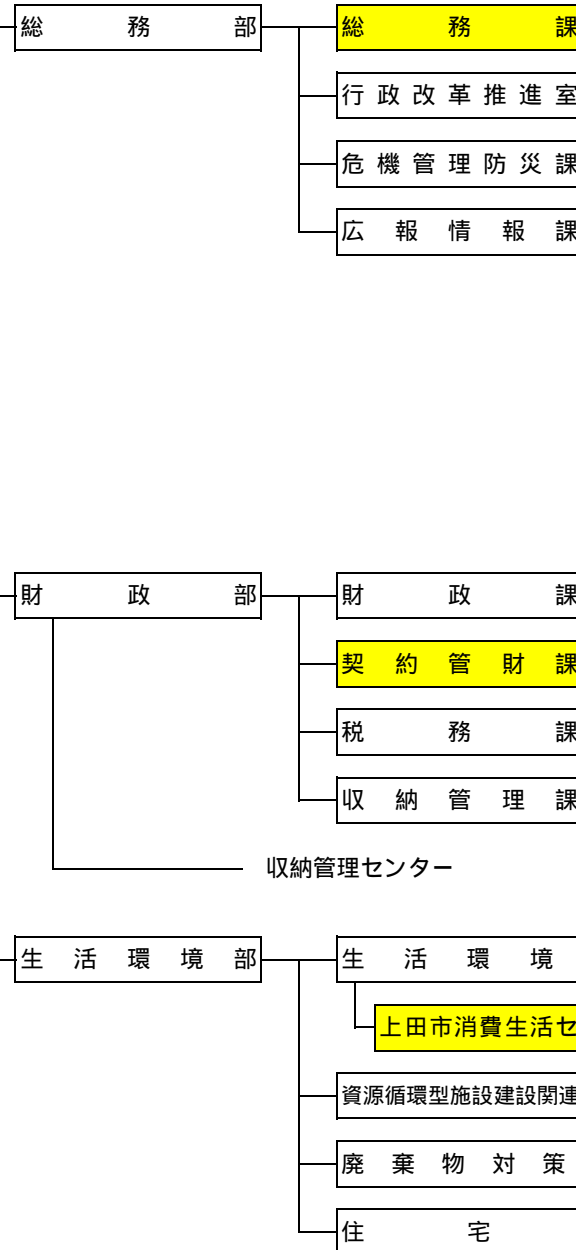 総務部
総務課
行政改革推進室
危機管理防災課
広報情報課
財政部
財政課
契約管財課
税務課
収納管理課
収納管理センター
生活環境部
生活環境
上田市消費生活セ
資源循環型施設建設関連
廃棄物対策
住宅